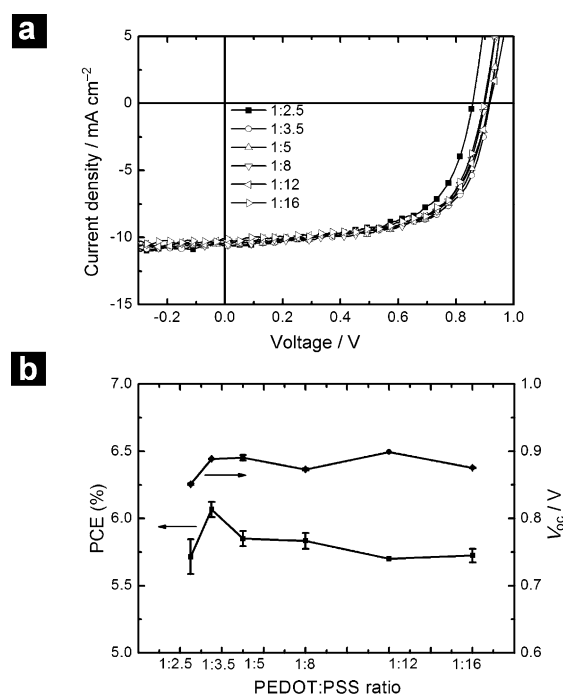 a
5
0
-5
-10
-15
Current density / mA cm⁻²
1:2.5
1:3.5
1:5
1:8
1:12
1:16
-0.2 0.0 0.2 0.4 0.6 0.8 1.0
Voltage / V
b
7.0
6.5
6.0
5.5
5.0
PCE (%)
1.0
0.9
0.8
0.7
0.6
Voc / V
1:2.5 1:3.5 1:5 1:8 1:12 1:16
PEDOT:PSS ratio